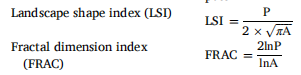 Landscape shape index (LSI) LSI = P / 2 × √πA
Fractal dimension index (FRAC) FRAC = 2lnP / lnA